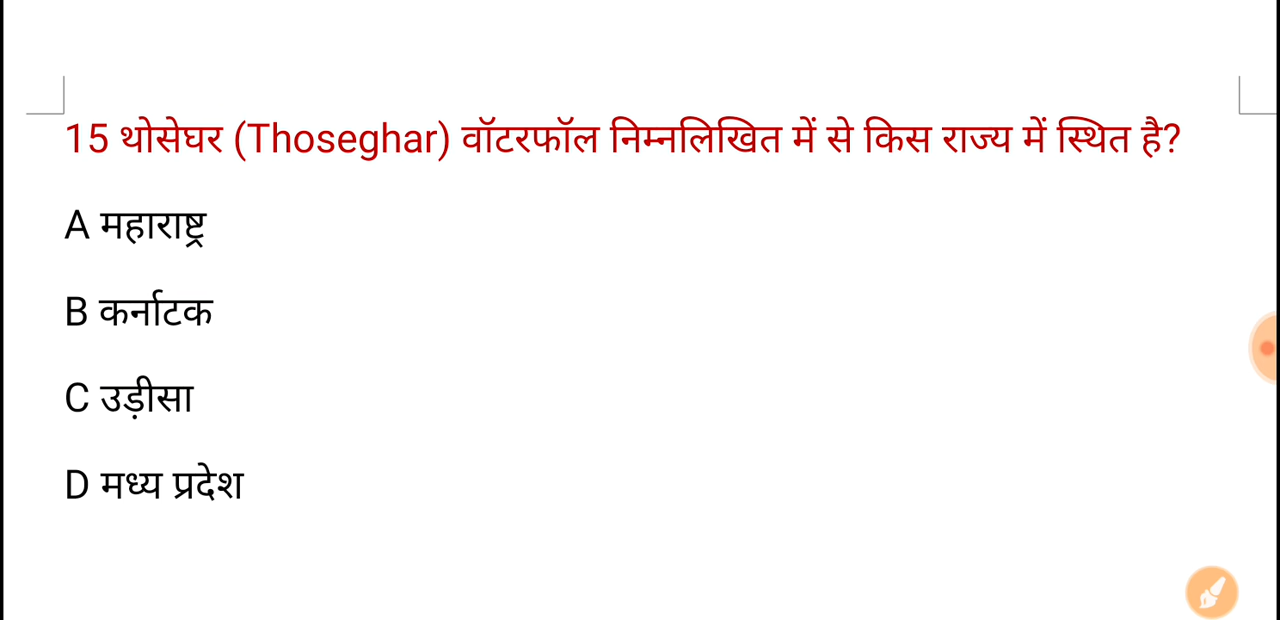 15 थोसेघर (Thoseghar) वॉटरफॉल निम्नलिखित में से किस राज्य में स्थित है?
A महाराष्ट्र
B कर्नाटक
C उड़ीसा
D मध्य प्रदेश